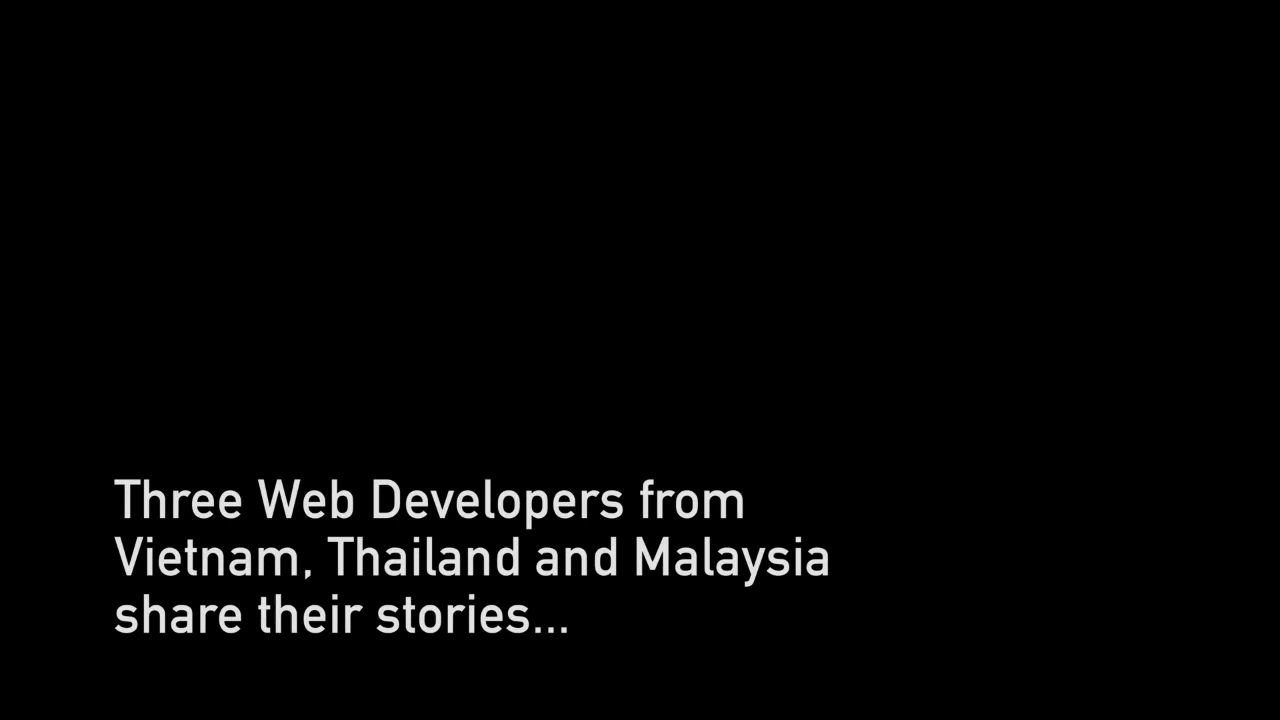 Three Web Developers from
Vietnam, Thailand and Malaysia
share their stories...